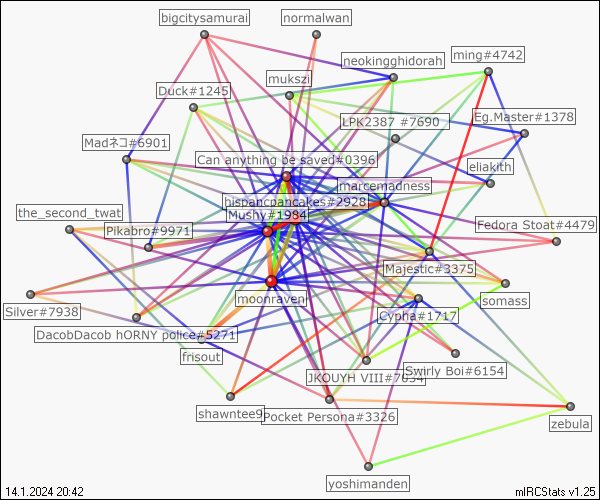 bigcitysamurai
normalwan
neokingghidorah
ming#4742
mukszi
Duck#1245
LPK2387 #7690
Eg.Master#1378
Madネコ#6901
Can anything be saved#0396
eliakith
marcemadness
hispancpancakes#2928
the_second_twat
Mushy#1984
Pikabro#9971
Fedora Stoat#4479
Majestic#3375
moonraven
somass
Silver#7938
Cypha#1717
DacobDacob hORNY police#5271
frisout
Swirly Boi#6154
shawntee9
Pocket Persona#3326
zebula
yoshimanden
14.1.2024 20:42
mIRCStats v1.25